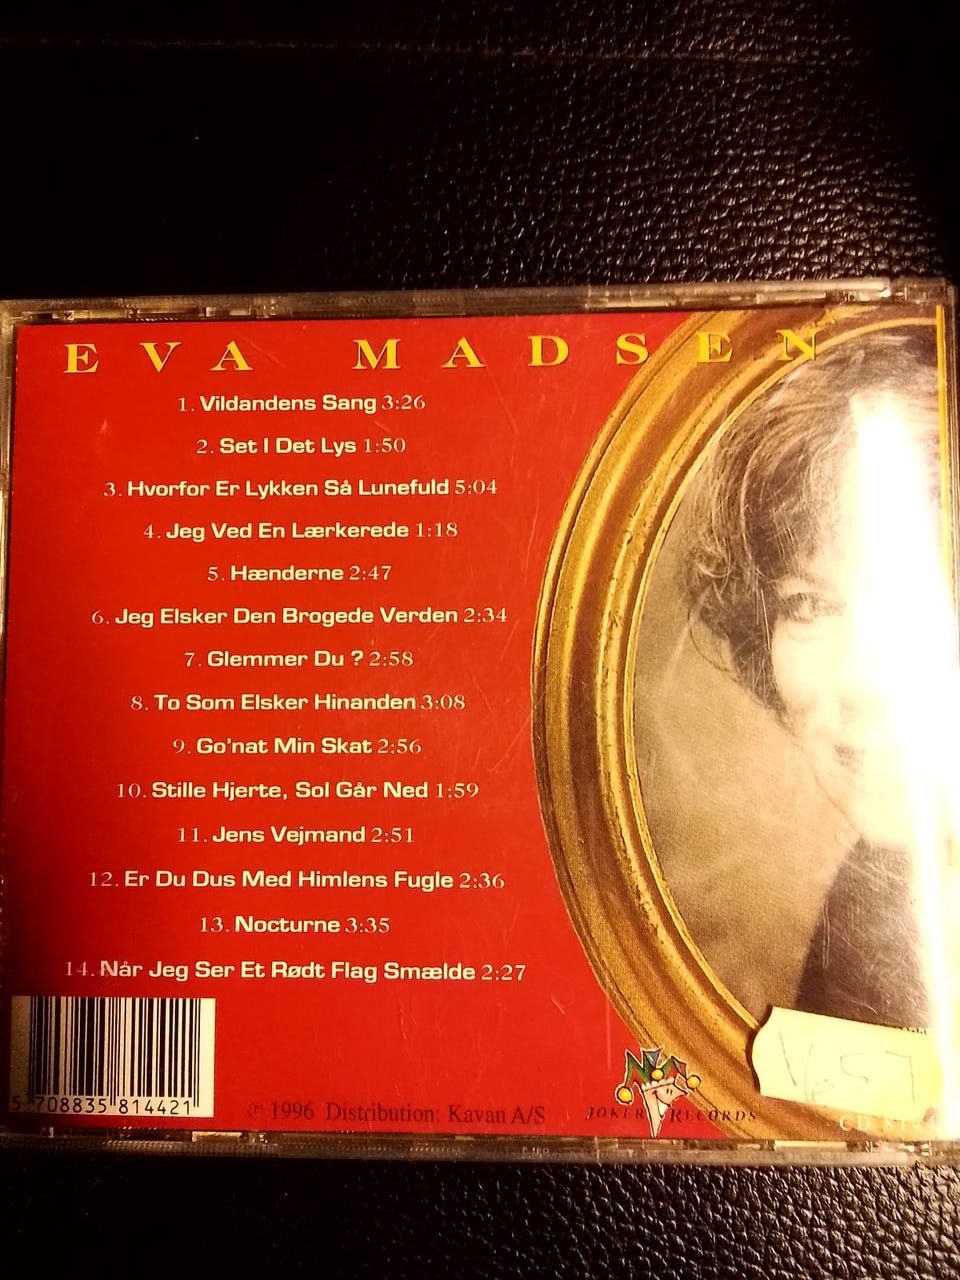 EVA MADSEN
1. Vildandens Sang 3:26
2. Set I Det Lys 1:50
3. Hvorfor Er Lykken Så Lunefuld 5:04
4. Jeg Ved En Lærkerede 1:18
5. Hænderne 2:47
6. Jeg Elsker Den Brogede Verden 2:34
7. Glemmer Du ? 2:58
8. To Som Elsker Hinanden 3:08
9. Go'nat Min Skat 2:56
10. Stille Hjerte, Sol Går Ned 1:59
11. Jens Vejmand 2:51
12. Er Du Dus Med Himlens Fugle 2:36
13. Nocturne 3:35
14. Når Jeg Ser Et Rødt Flag Smælde 2:27
5 708835 814421
℗ 1996 Distribution: Kavan A/S
JOKER RECORDS
CD